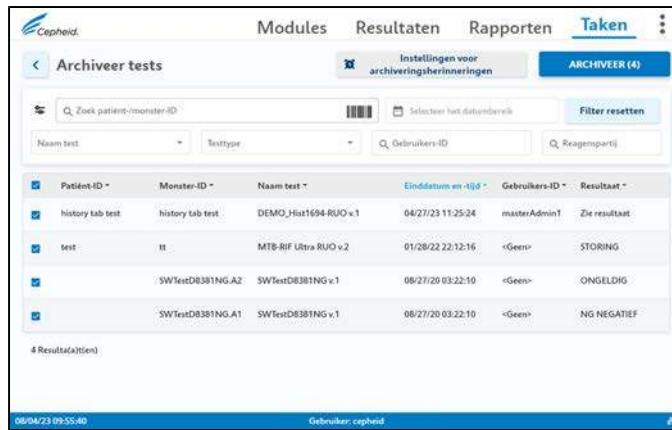 Cepheid.
Modules Resultaten Rapporten Taken
Archiveer tests
Instellingen voor
archiveringsherinneringen
ARCHIVEER (4)
Zoek patiënt-/monster-ID
Selecteer het datumbereik
Filter resetten
Naam test
Testtype
Gebruikers-ID
Reagenspartij
Patiënt-ID Monster-ID Naam test Einddatum en -tijd Gebruikers-ID Resultaat
history tab test history tab test DEMO_Hist1694-RUO v.1 04/27/23 11:25:24 masterAdmin1 Zie resultaat
test tt MTB-RIF Ultra RUO v.2 01/28/22 22:12:16 <Geen> STORING
SWTestD8381NG.A2 SWTestD8381NG v.1 08/27/20 03:22:10 <Geen> ONGELDIG
SWTestD8381NG.A1 SWTestD8381NG v.1 08/27/20 03:22:10 <Geen> NG NEGATIEF
4 Resulta(a)t(en)
08/04/23 09:55:40 Gebruiker: cepheid